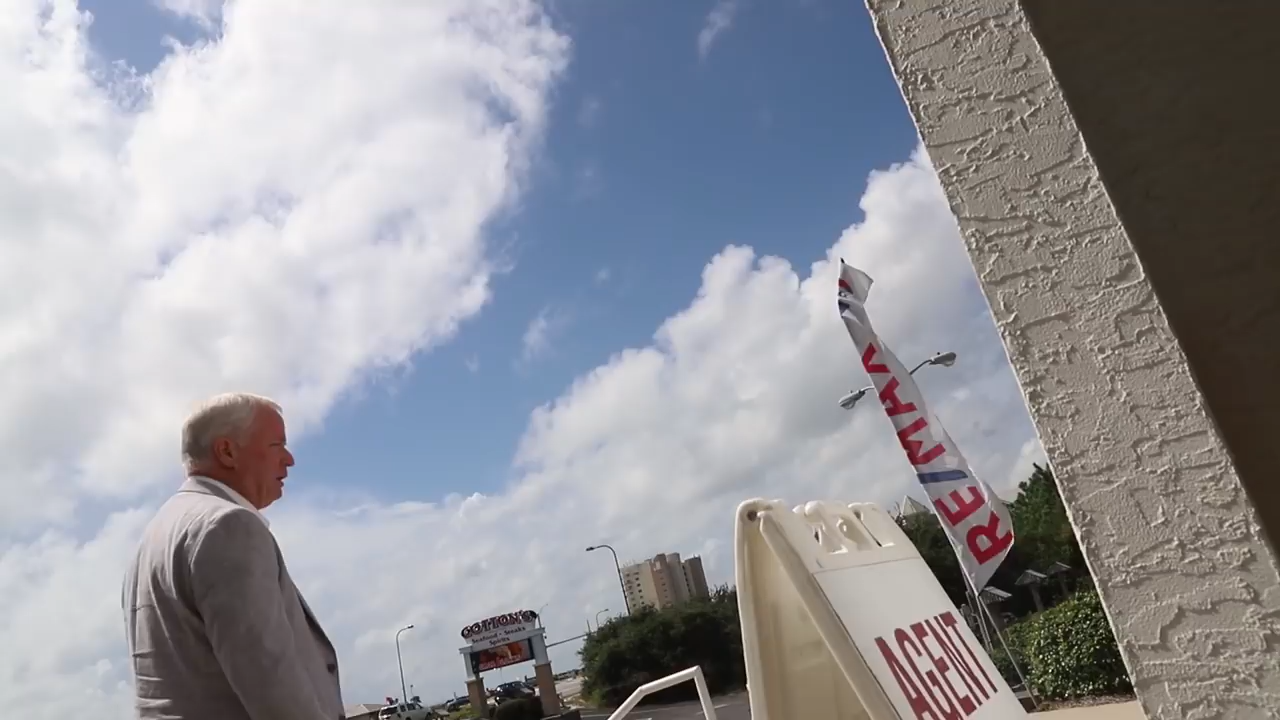 COTTON'S
Seafood - Steaks
Spirits
RE/MAX
AGENT